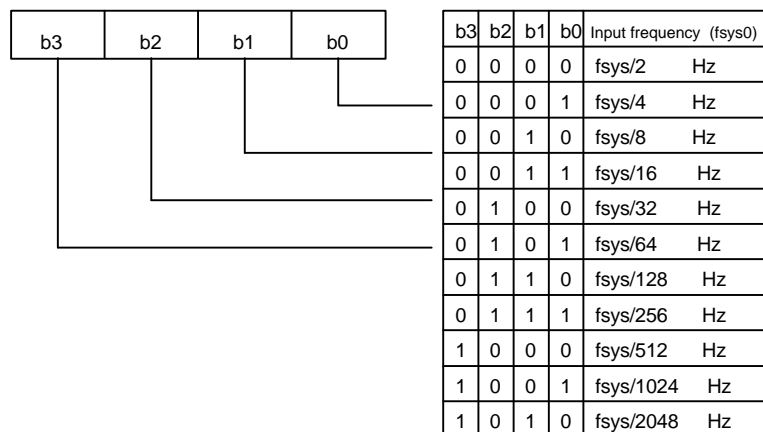 b3 b2 b1 b0
b3 b2 b1 b0 Input frequency (fsys0)
0 0 0 0 fsys/2 Hz
0 0 0 1 fsys/4 Hz
0 0 1 0 fsys/8 Hz
0 0 1 1 fsys/16 Hz
0 1 0 0 fsys/32 Hz
0 1 0 1 fsys/64 Hz
0 1 1 0 fsys/128 Hz
0 1 1 1 fsys/256 Hz
1 0 0 0 fsys/512 Hz
1 0 0 1 fsys/1024 Hz
1 0 1 0 fsys/2048 Hz